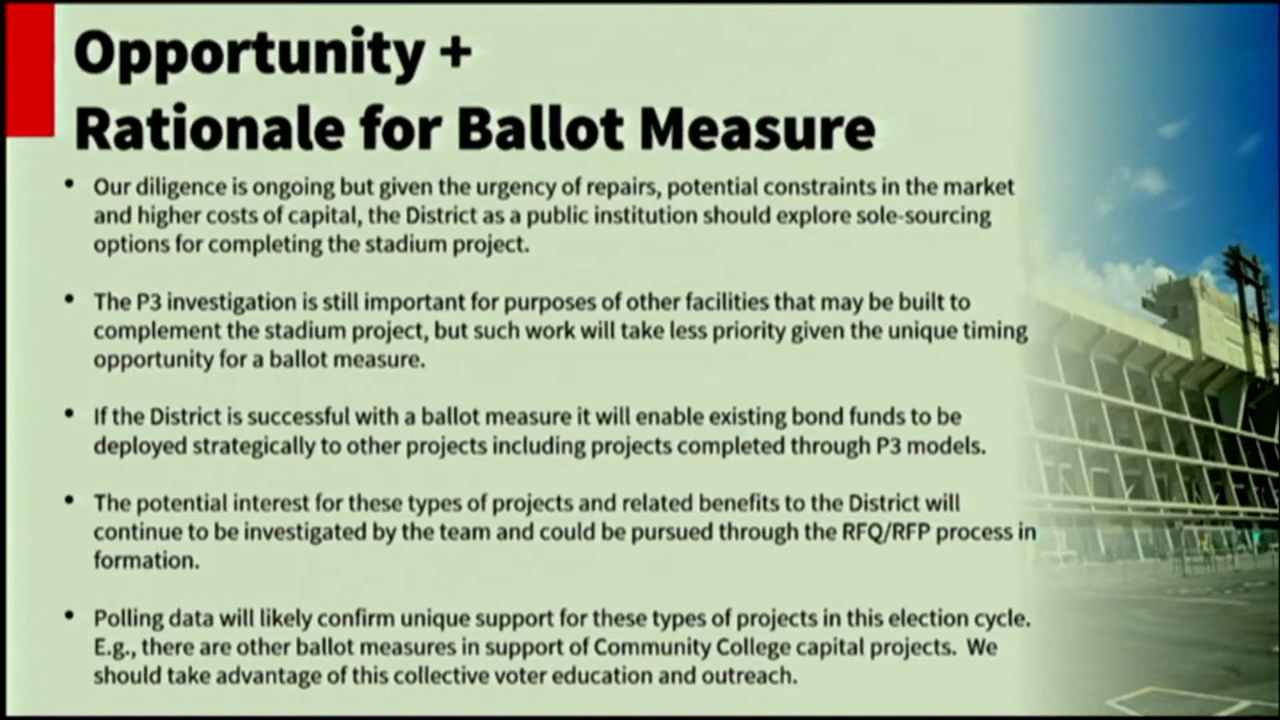 Opportunity +
Rationale for Ballot Measure
• Our diligence is ongoing but given the urgency of repairs, potential constraints in the market
and higher costs of capital, the District as a public institution should explore sole-sourcing
options for completing the stadium project.
• The P3 investigation is still important for purposes of other facilities that may be built to
complement the stadium project, but such work will take less priority given the unique timing
opportunity for a ballot measure.
• If the District is successful with a ballot measure it will enable existing bond funds to be
deployed strategically to other projects including projects completed through P3 models.
• The potential interest for these types of projects and related benefits to the District will
continue to be investigated by the team and could be pursued through the RFQ/RFP process in
formation.
• Polling data will likely confirm unique support for these types of projects in this election cycle.
E.g., there are other ballot measures in support of Community College capital projects. We
should take advantage of this collective voter education and outreach.